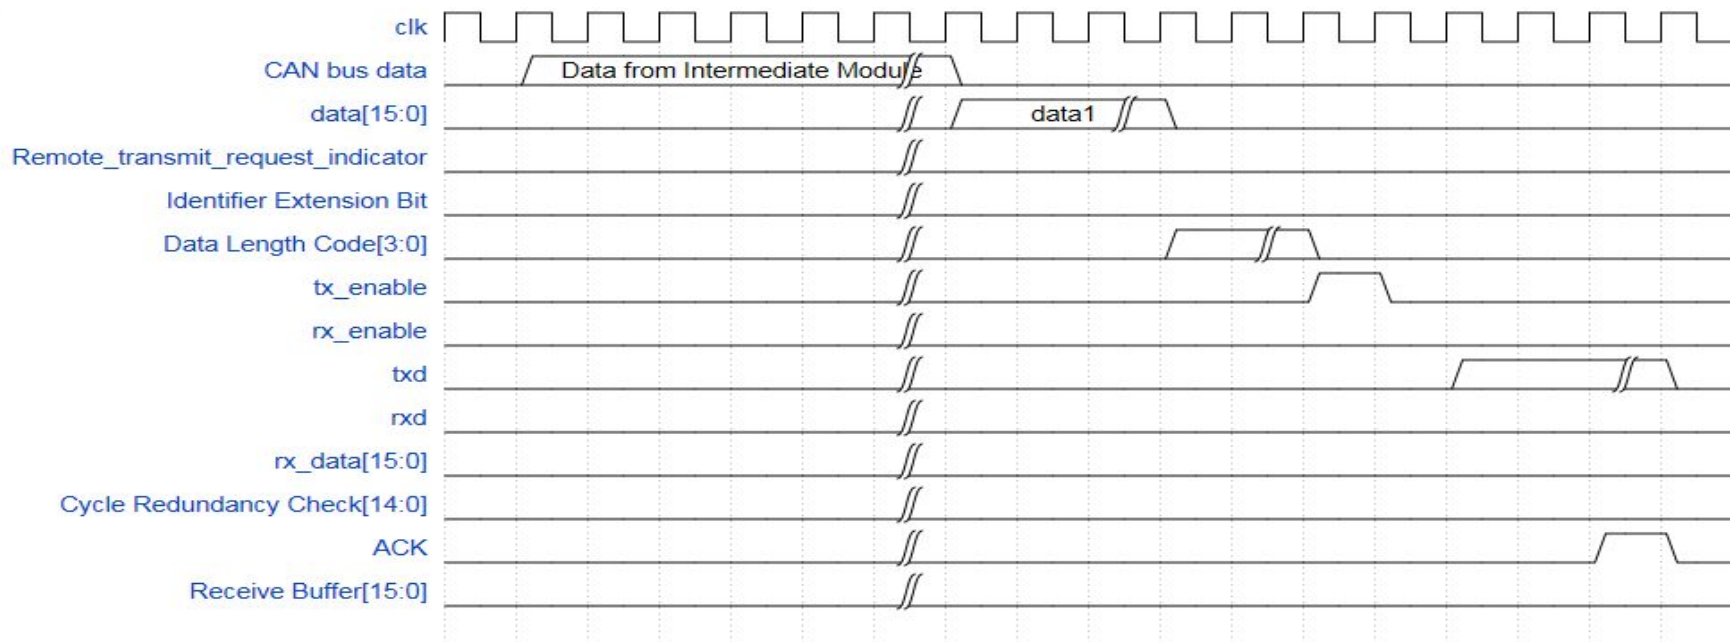 clk
CAN bus data
Data from Intermediate Module
data[15:0]
data1
Remote_transmit_request_indicator
Identifier Extension Bit
Data Length Code[3:0]
tx_enable
rx_enable
txd
rxd
rx_data[15:0]
Cycle Redundancy Check[14:0]
ACK
Receive Buffer[15:0]